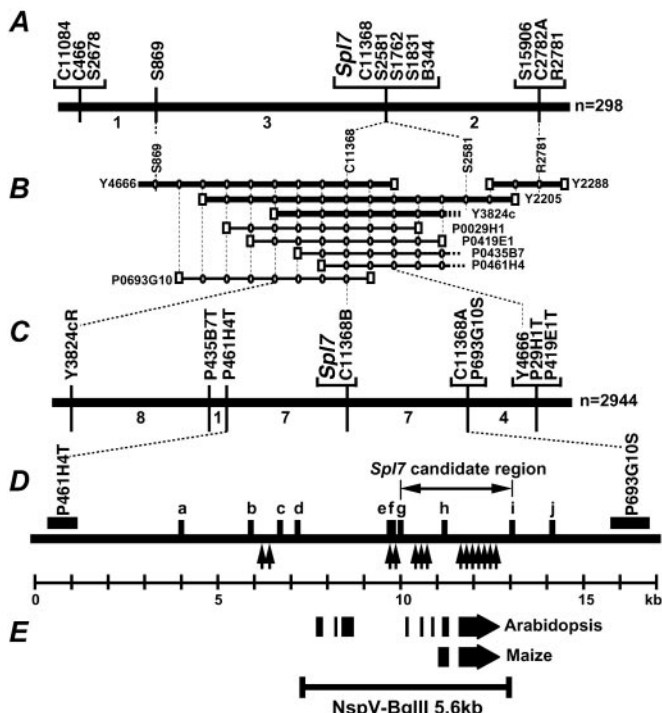 A
C11084
C466
S2678
S869
Spl7
C11368
S2581
S1762
S1831
B344
S15906
C2782A
R2781
n=298
1 3 2
B
S869
C11368
S2581
R2781
Y4666
Y2288
Y2205
Y3824c
P0029H1
P0419E1
P0435B7
P0461H4
P0693G10
C
Y3824cR
P435B7T
P461H4T
Spl7
C11368B
C11368A
P693G10S
Y4666
P29H1T
P419E1T
n=2944
8 1 7 7 4
D
P461H4T
P693G10S
Spl7 candidate region
a b c d e f g h i j
0 5 10 15 kb
E
Arabidopsis
Maize
NspV-BglII 5.6kb